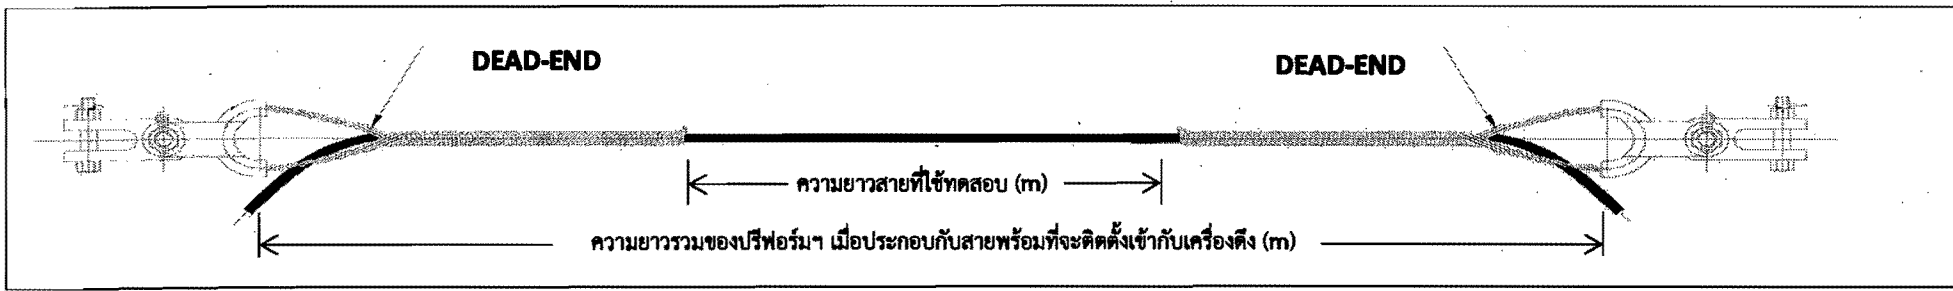 DEAD-END
DEAD-END
ความยาวสายที่ใช้ทดสอบ (m)
ความยาวรวมของปรีฟอร์มฯ เมื่อประกอบกับสายพร้อมที่จะติดตั้งเข้ากับเครื่องดึง (m)